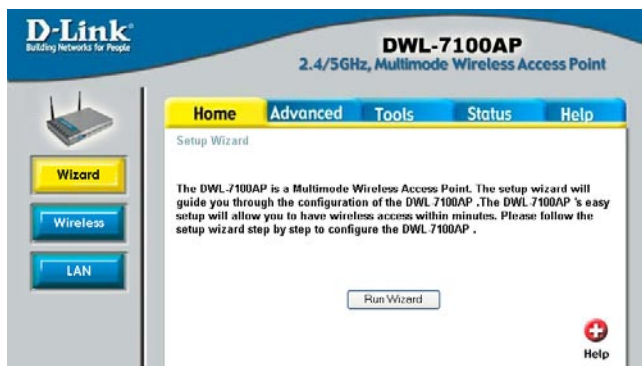 D-Link
Building Networks for People
DWL-7100AP
2.4/5GHz, Multimode Wireless Access Point
Home Advanced Tools Status Help
Setup Wizard
Wizard
Wireless
LAN
The DWL-7100AP is a Multimode Wireless Access Point. The setup wizard will
guide you through the configuration of the DWL-7100AP .The DWL-7100AP 's easy
setup will allow you to have wireless access within minutes. Please follow the
setup wizard step by step to configure the DWL-7100AP .
Run Wizard
Help